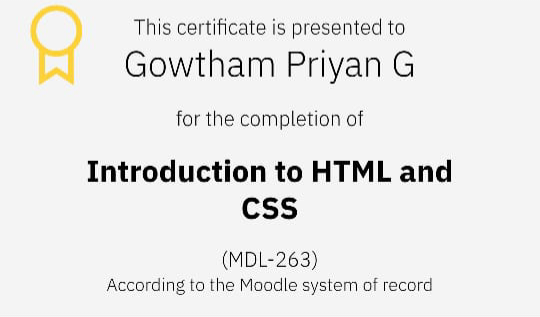 This certificate is presented to
Gowtham Priyan G
for the completion of
Introduction to HTML and
CSS
(MDL-263)
According to the Moodle system of record